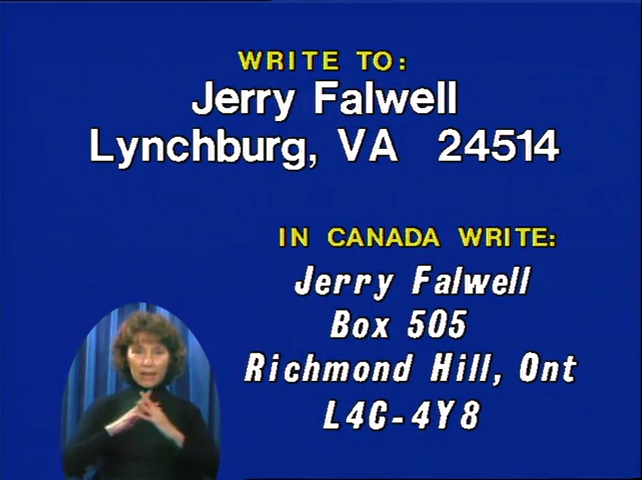 WRITE TO:
Jerry Falwell
Lynchburg, VA 24514
IN CANADA WRITE:
Jerry Falwell
Box 505
Richmond Hill, Ont
L4C-4Y8